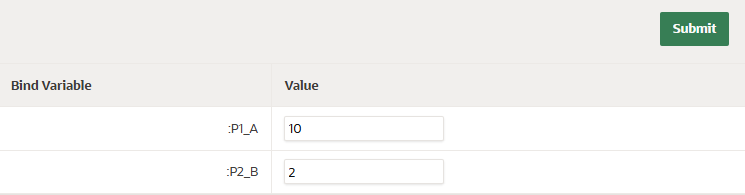 Submit
Bind Variable Value
:P1_A 10
:P2_B 2